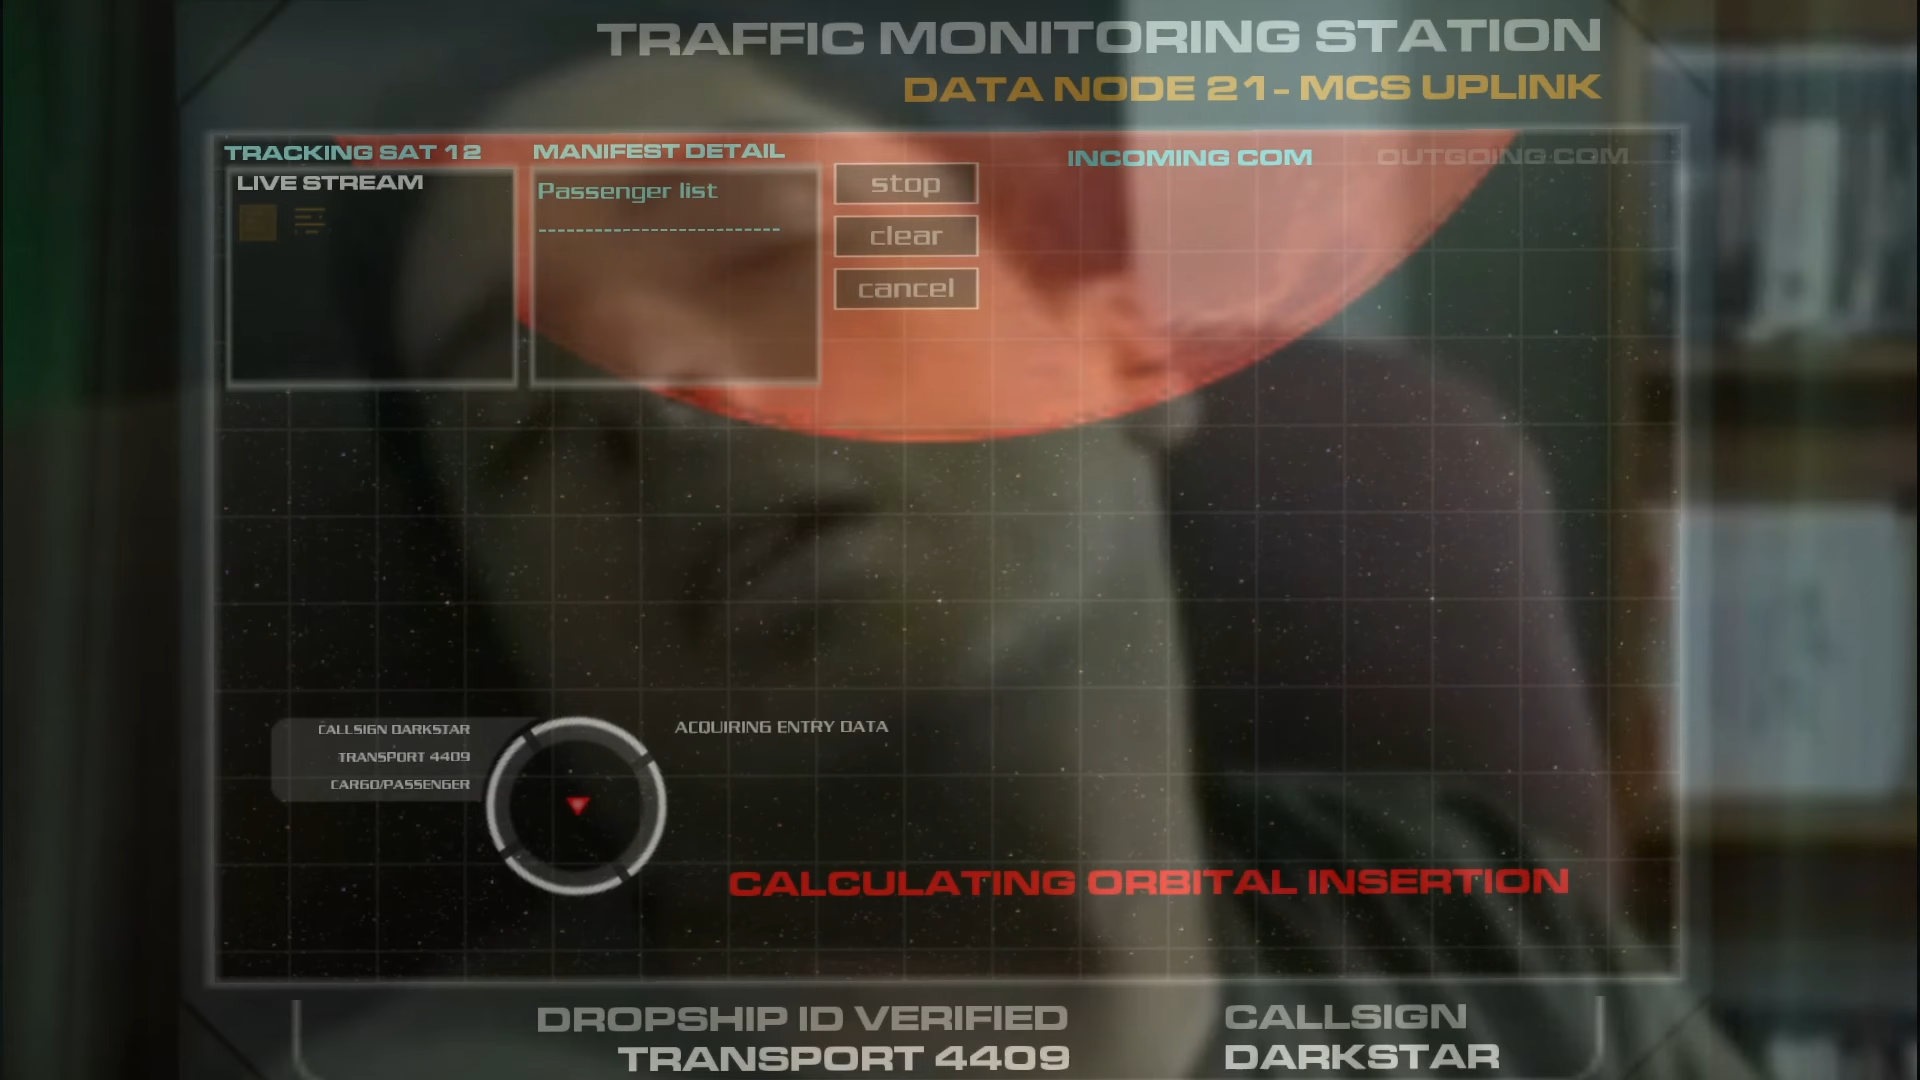 TRAFFIC MONITORING STATION
DATA NODE 21- MCS UPLINK
TRACKING SAT 12
LIVE STREAM
MANIFEST DETAIL
Passenger list
stop
clear
cancel
INCOMING COM
OUTGOING COM
CALLSIGN DARKSTAR
TRANSPORT 4409
CARGO/PASSENGER
ACQUIRING ENTRY DATA
CALCULATING ORBITAL INSERTION
DROPSHIP ID VERIFIED
TRANSPORT 4409
CALLSIGN
DARKSTAR